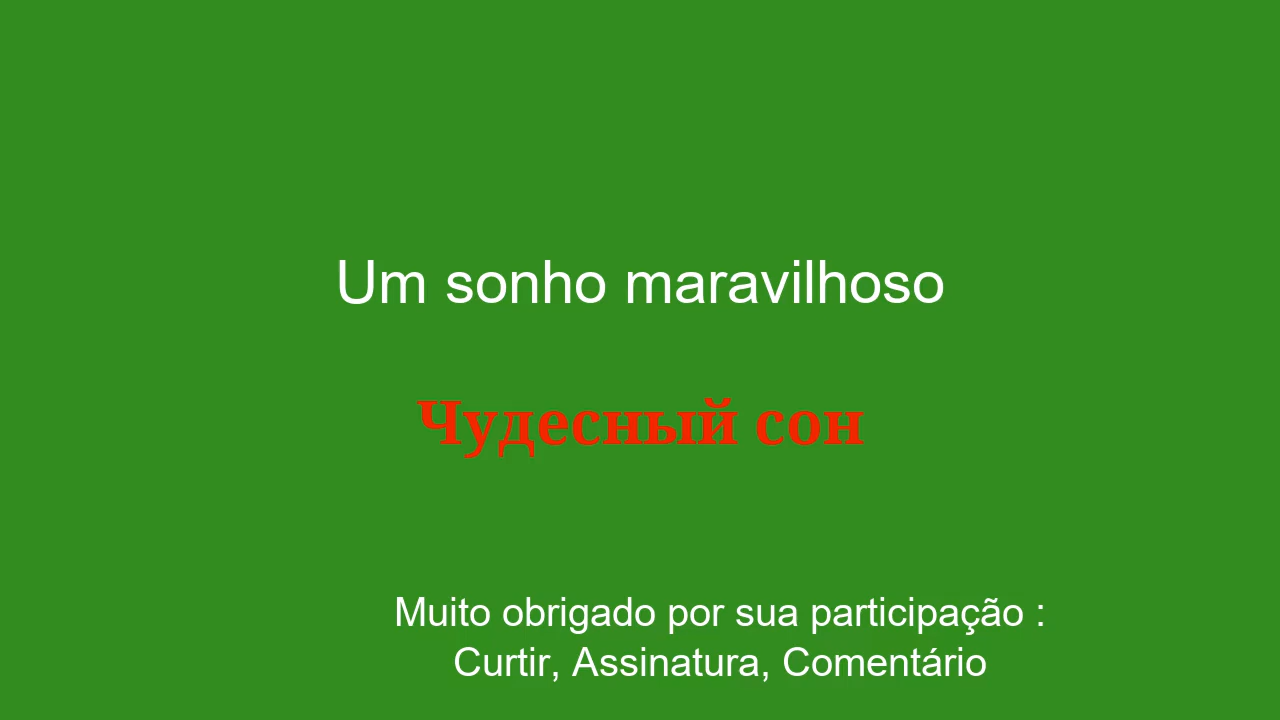 Um sonho maravilhoso
Чудесный сон
Muito obrigado por sua participação :
Curtir, Assinatura, Comentário